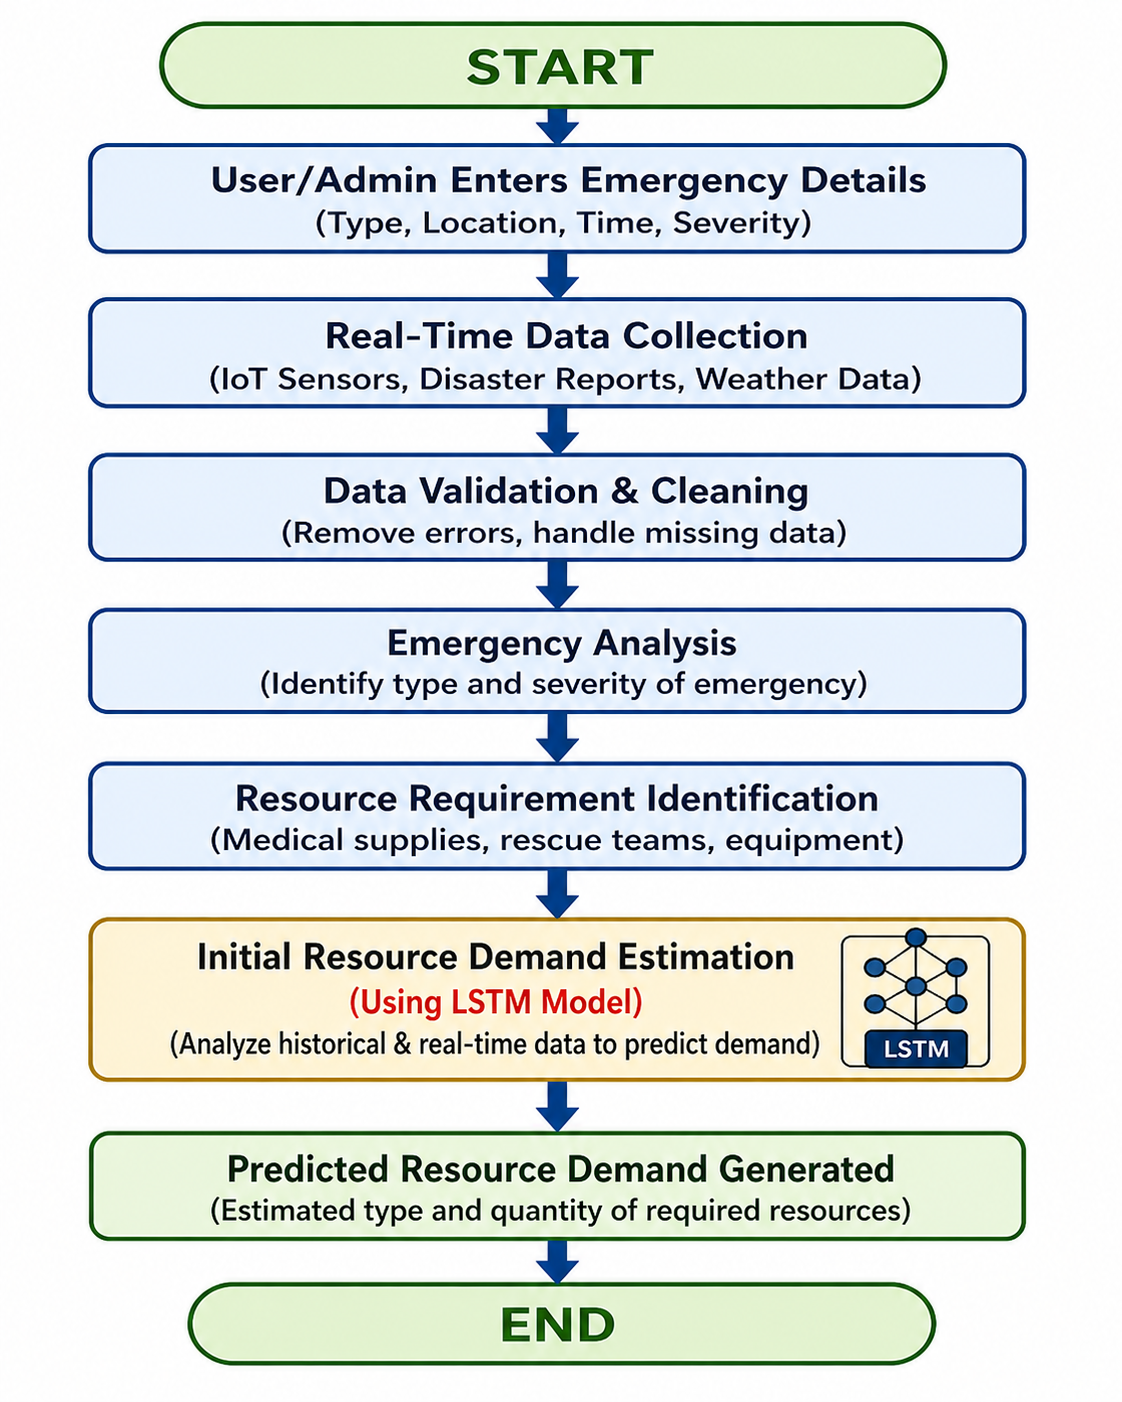 START
User/Admin Enters Emergency Details
(Type, Location, Time, Severity)
Real-Time Data Collection
(IoT Sensors, Disaster Reports, Weather Data)
Data Validation & Cleaning
(Remove errors, handle missing data)
Emergency Analysis
(Identify type and severity of emergency)
Resource Requirement Identification
(Medical supplies, rescue teams, equipment)
Initial Resource Demand Estimation
(Using LSTM Model)
(Analyze historical & real-time data to predict demand)
LSTM
Predicted Resource Demand Generated
(Estimated type and quantity of required resources)
END